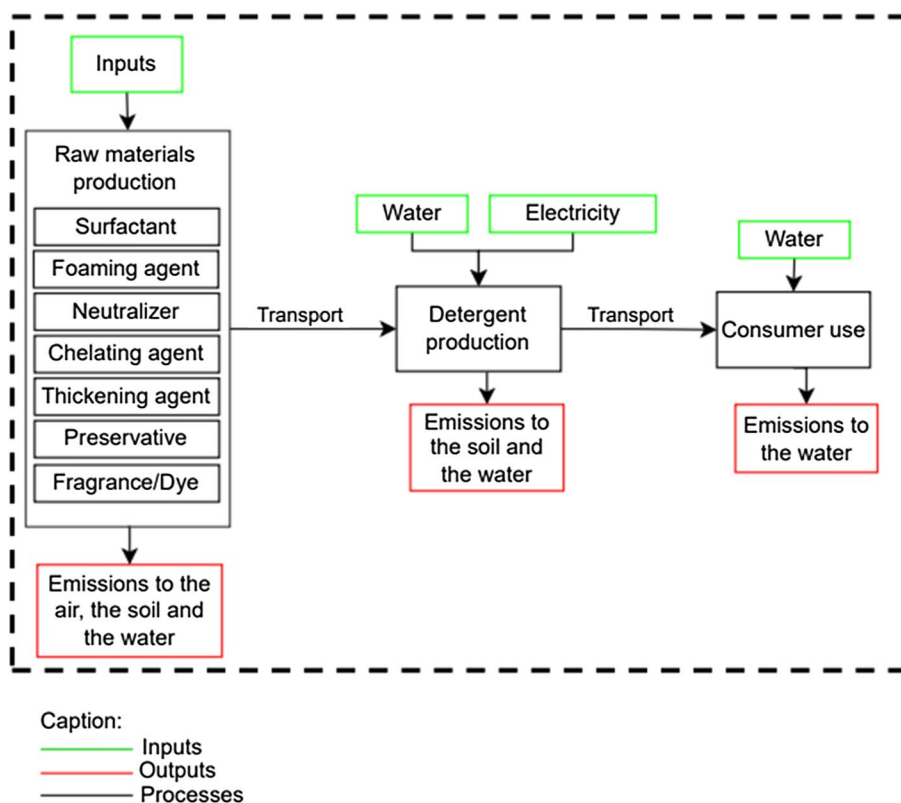 Inputs
Raw materials
production
Surfactant
Foaming agent
Neutralizer
Chelating agent
Thickening agent
Preservative
Fragrance/Dye
Emissions to the
air, the soil and
the water
Transport
Water
Electricity
Detergent
production
Emissions to
the soil and
the water
Transport
Water
Consumer use
Emissions to
the water
Caption:
Inputs
Outputs
Processes